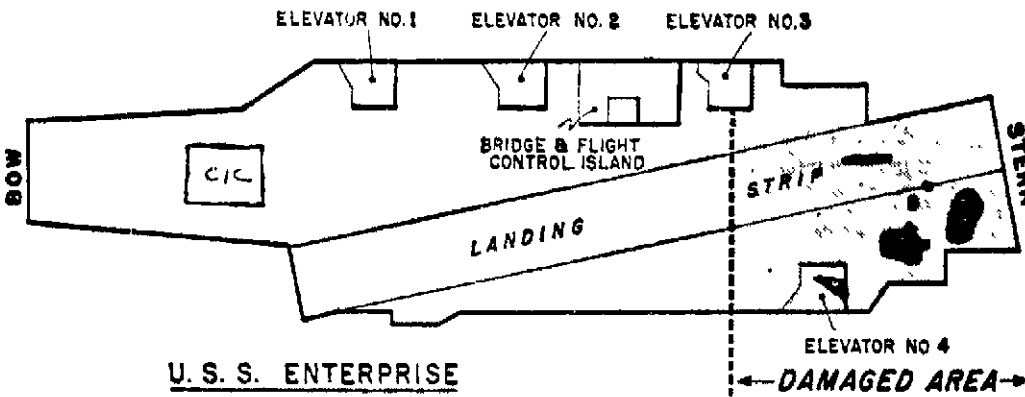 ELEVATOR NO.1
ELEVATOR NO. 2
ELEVATOR NO.3
BRIDGE & FLIGHT
CONTROL ISLAND
BOW
CIC
STERN
STRIP
LANDING
ELEVATOR NO 4
U. S. S. ENTERPRISE
DAMAGED AREA